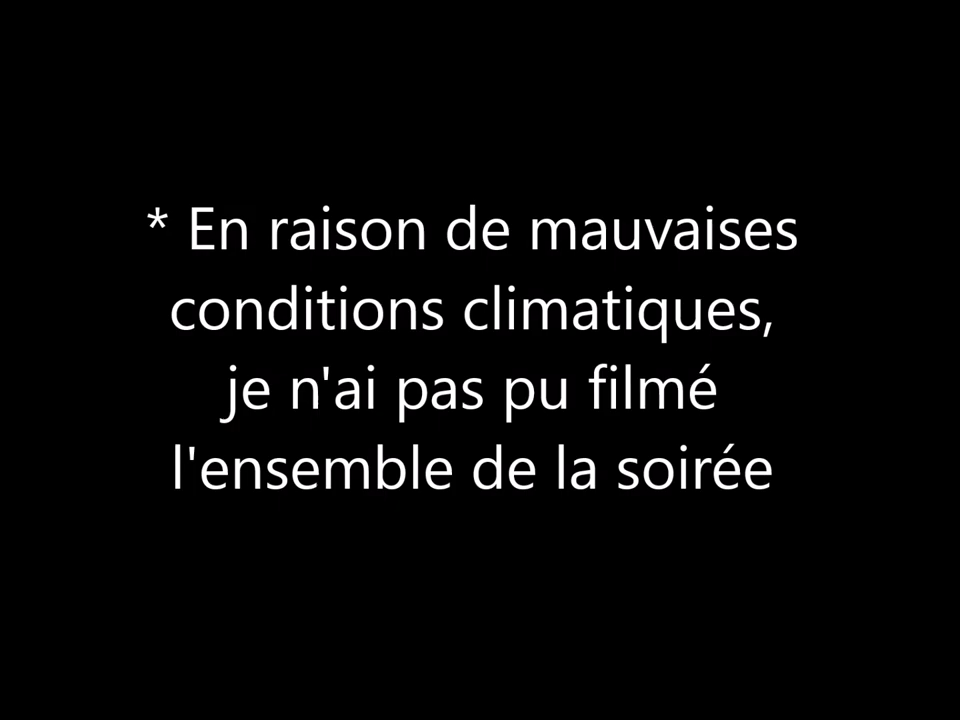 * En raison de mauvaises
conditions climatiques,
je n'ai pas pu filmé
l'ensemble de la soirée